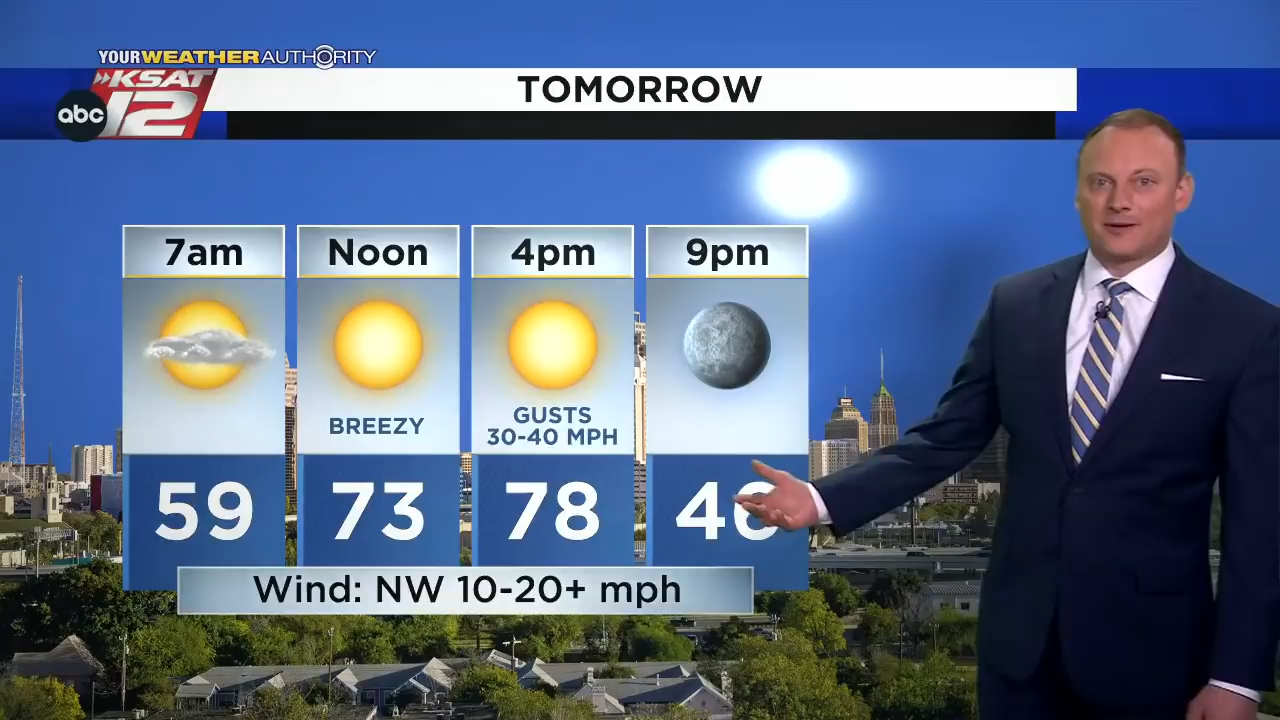 YOURWEATHERAUTHORITY
KSAT
abc 12
TOMORROW
7am Noon 4pm 9pm
BREEZY
GUSTS
30-40 MPH
59 73 78 46
Wind: NW 10-20+ mph